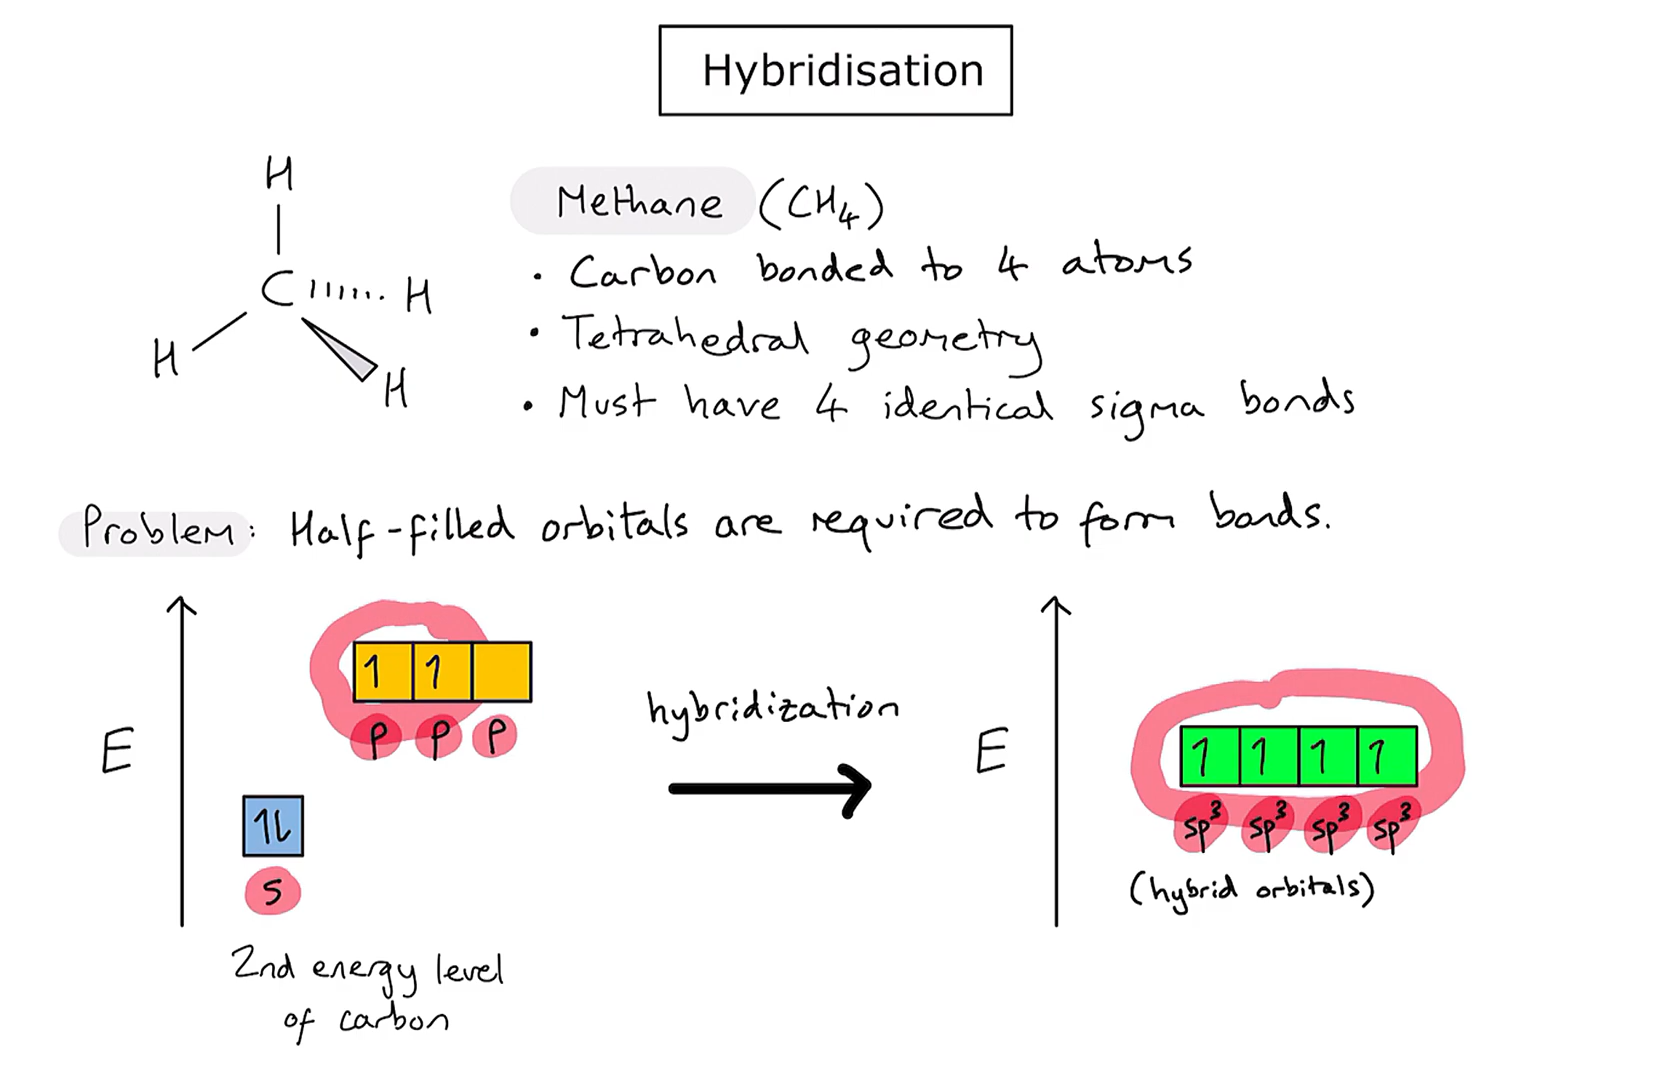 Hybridisation
H
C H
H
H
Methane (CH₄)
• Carbon bonded to 4 atoms
• Tetrahedral geometry
• Must have 4 identical sigma bonds
Problem: Half-filled orbitals are required to form bonds.
E
1 1
p p p
1l
s
2nd energy level
of carbon
hybridization
E
1 1 1 1
sp³ sp³ sp³ sp³
(hybrid orbitals)